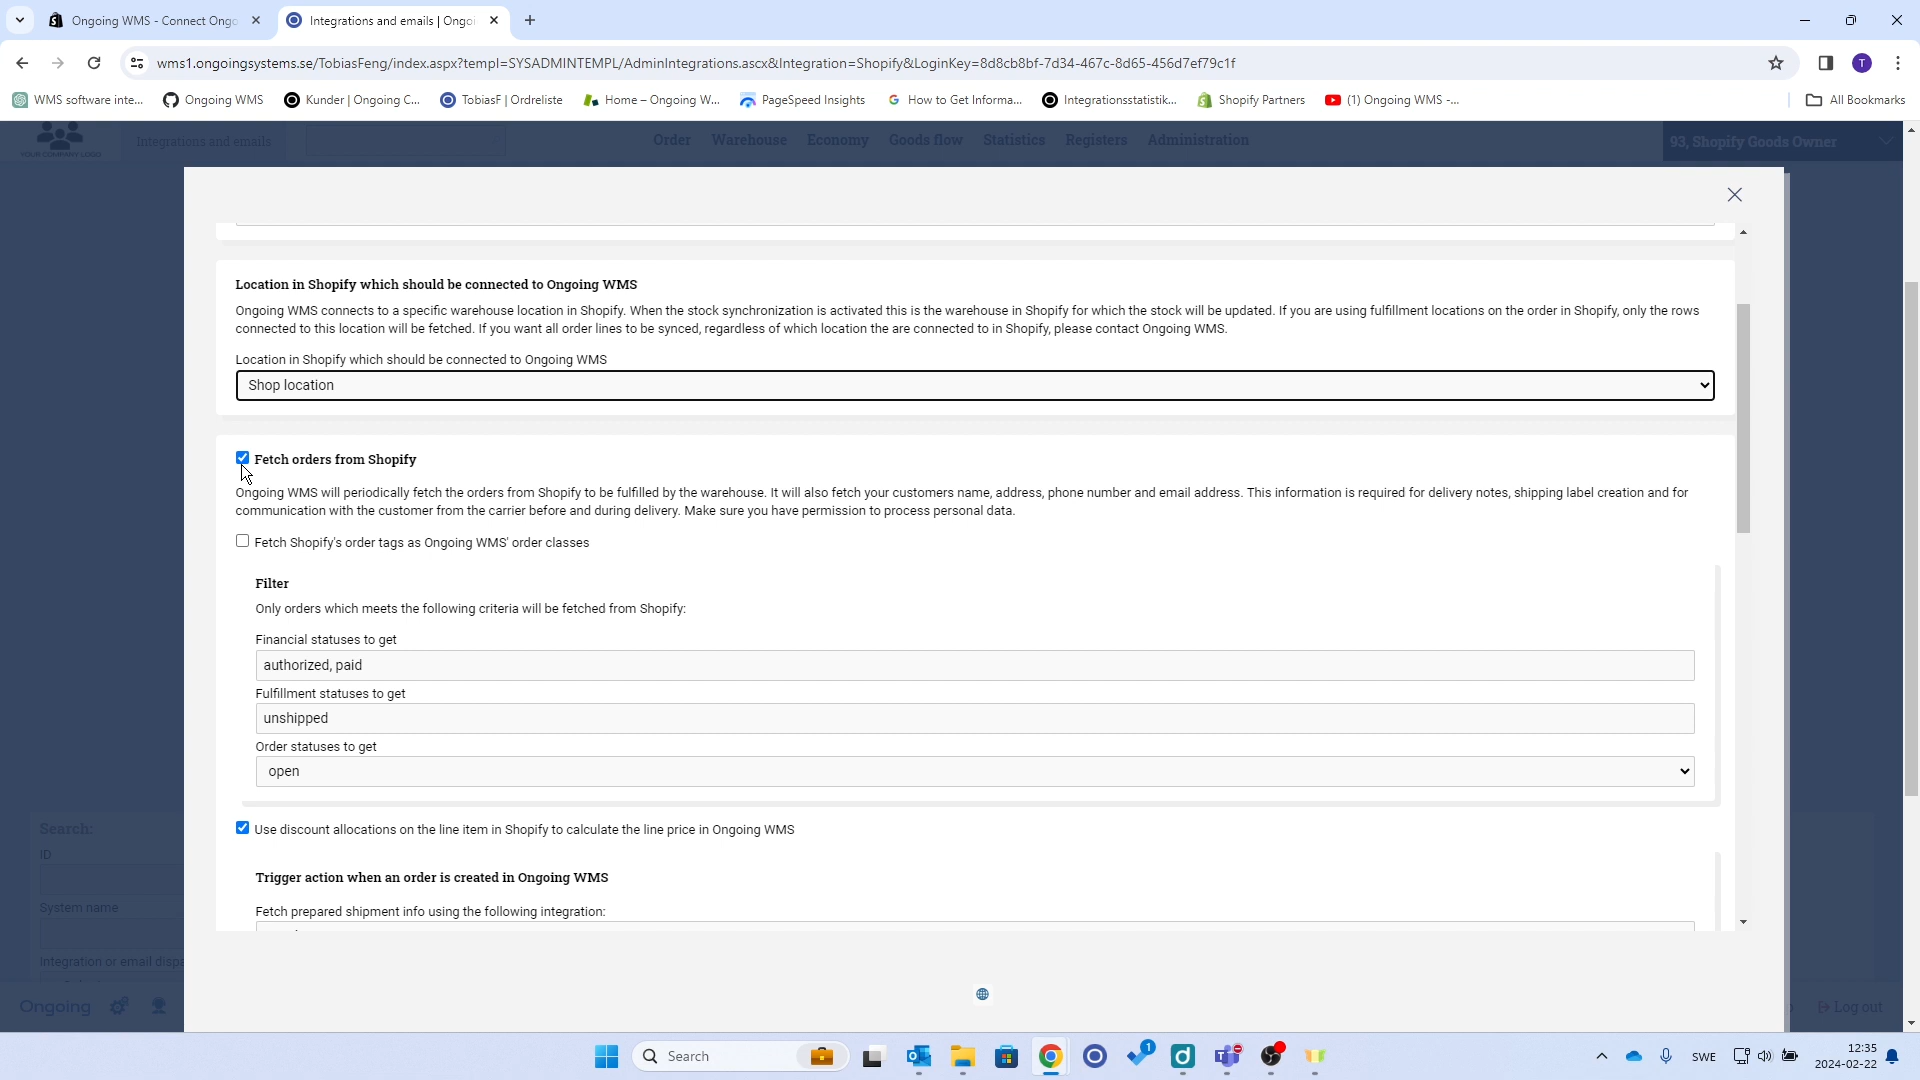 Ongoing WMS - Connect Ongo
Integrations and emails | Ongoi
wms1.ongoingsystems.se/TobiasFeng/index.aspx?templ=SYSADMINTEMPL/AdminIntegrations.ascx&Integration=Shopify&LoginKey=8d8cb8bf-7d34-467c-8d65-456d7ef79c1f
T
WMS software inte...
Ongoing WMS
Kunder | Ongoing C...
TobiasF | Ordreliste
Home – Ongoing W...
PageSpeed Insights
How to Get Informa...
Integrationsstatistik...
Shopify Partners
(1) Ongoing WMS -...
All Bookmarks
YOUR COMPANY LOGO
Integrations and emails
Order
Warehouse
Economy
Goods flow
Statistics
Registers
Administration
93, Shopify Goods Owner
Location in Shopify which should be connected to Ongoing WMS
Ongoing WMS connects to a specific warehouse location in Shopify. When the stock synchronization is activated this is the warehouse in Shopify for which the stock will be updated. If you are using fulfillment locations on the order in Shopify, only the rows
connected to this location will be fetched. If you want all order lines to be synced, regardless of which location the are connected to in Shopify, please contact Ongoing WMS.
Location in Shopify which should be connected to Ongoing WMS
Shop location
Fetch orders from Shopify
Ongoing WMS will periodically fetch the orders from Shopify to be fulfilled by the warehouse. It will also fetch your customers name, address, phone number and email address. This information is required for delivery notes, shipping label creation and for
communication with the customer from the carrier before and during delivery. Make sure you have permission to process personal data.
Fetch Shopify's order tags as Ongoing WMS' order classes
Filter
Only orders which meets the following criteria will be fetched from Shopify:
Financial statuses to get
authorized, paid
Fulfillment statuses to get
unshipped
Order statuses to get
open
Use discount allocations on the line item in Shopify to calculate the line price in Ongoing WMS
Trigger action when an order is created in Ongoing WMS
Fetch prepared shipment info using the following integration:
Search:
ID
System name
Integration or email dispa
Ongoing
Log out
Search
1
SWE
12:35
2024-02-22